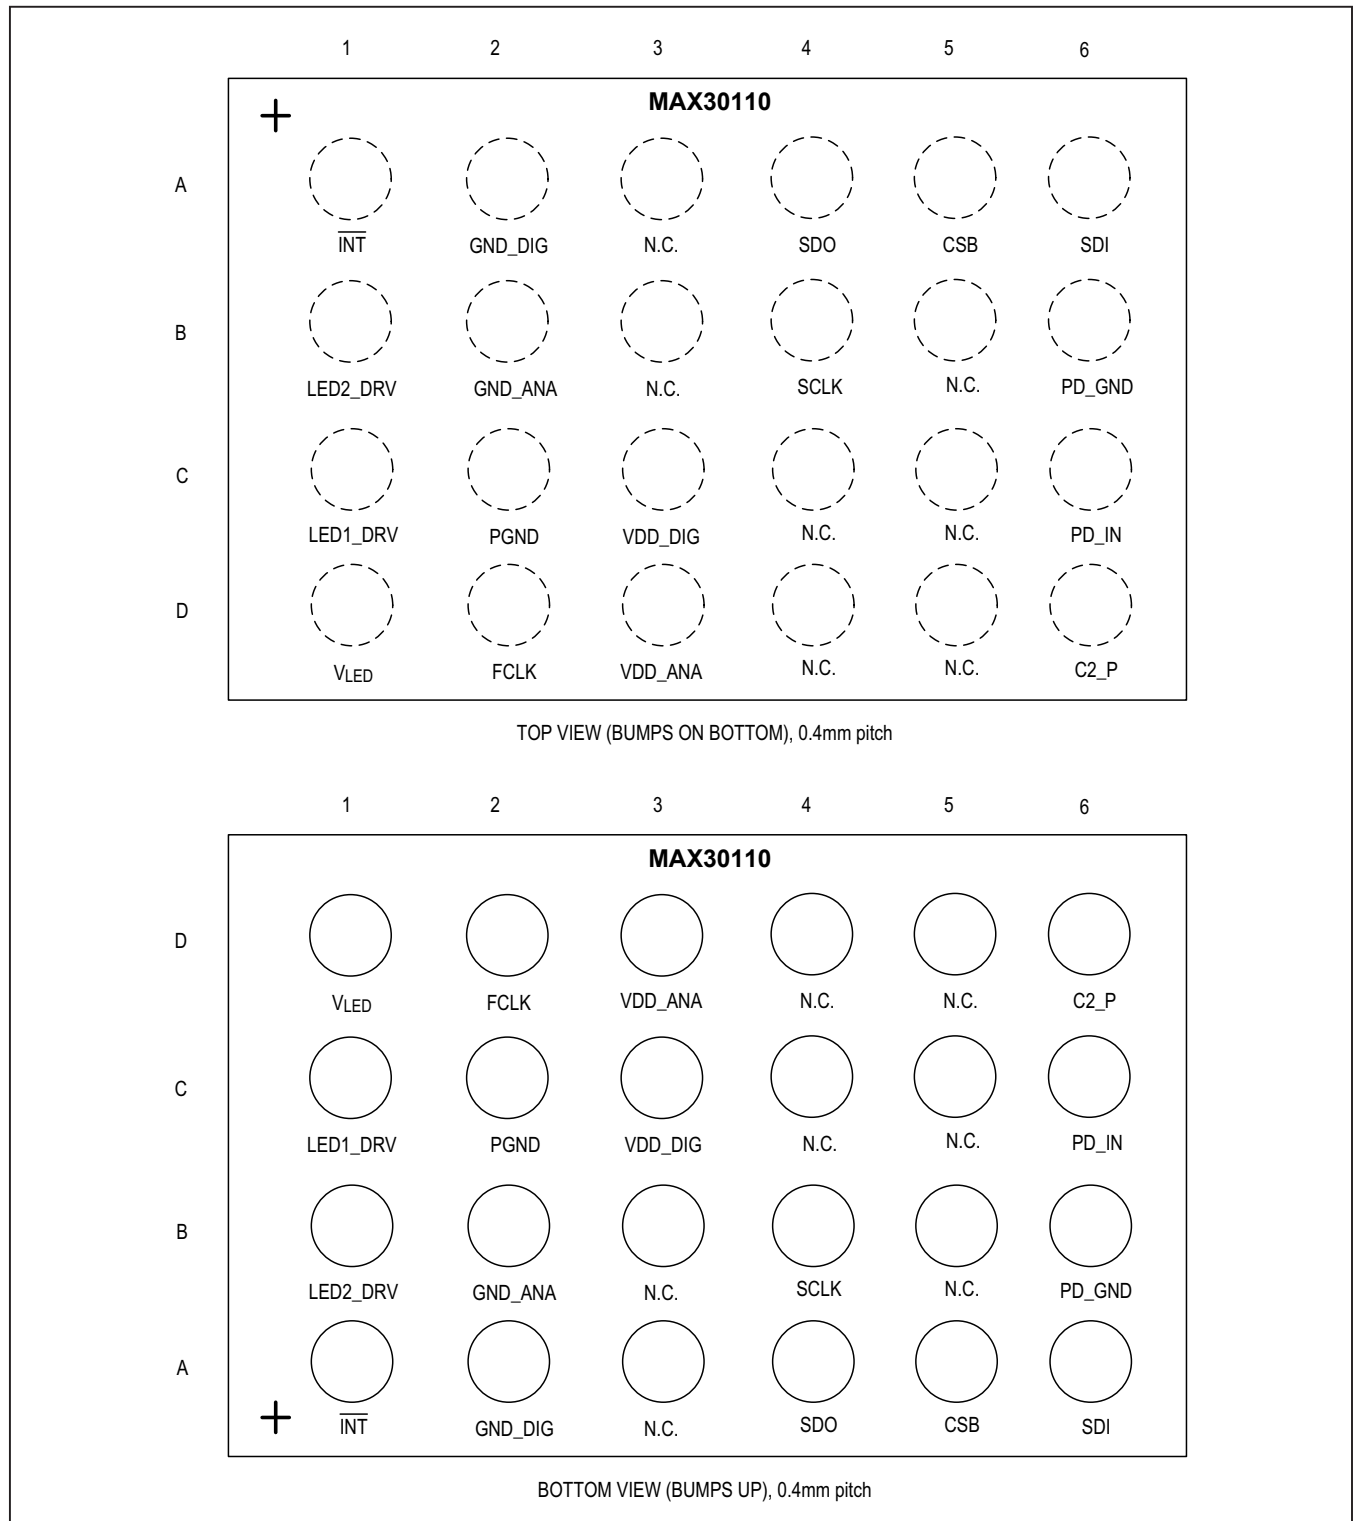 1 2 3 4 5 6
MAX30110
A
INT GND_DIG N.C. SDO CSB SDI
B
LED2_DRV GND_ANA N.C. SCLK N.C. PD_GND
C
LED1_DRV PGND VDD_DIG N.C. N.C. PD_IN
D
VLED FCLK VDD_ANA N.C. N.C. C2_P
TOP VIEW (BUMPS ON BOTTOM), 0.4mm pitch
1 2 3 4 5 6
MAX30110
D
VLED FCLK VDD_ANA N.C. N.C. C2_P
C
LED1_DRV PGND VDD_DIG N.C. N.C. PD_IN
B
LED2_DRV GND_ANA N.C. SCLK N.C. PD_GND
A
INT GND_DIG N.C. SDO CSB SDI
BOTTOM VIEW (BUMPS UP), 0.4mm pitch